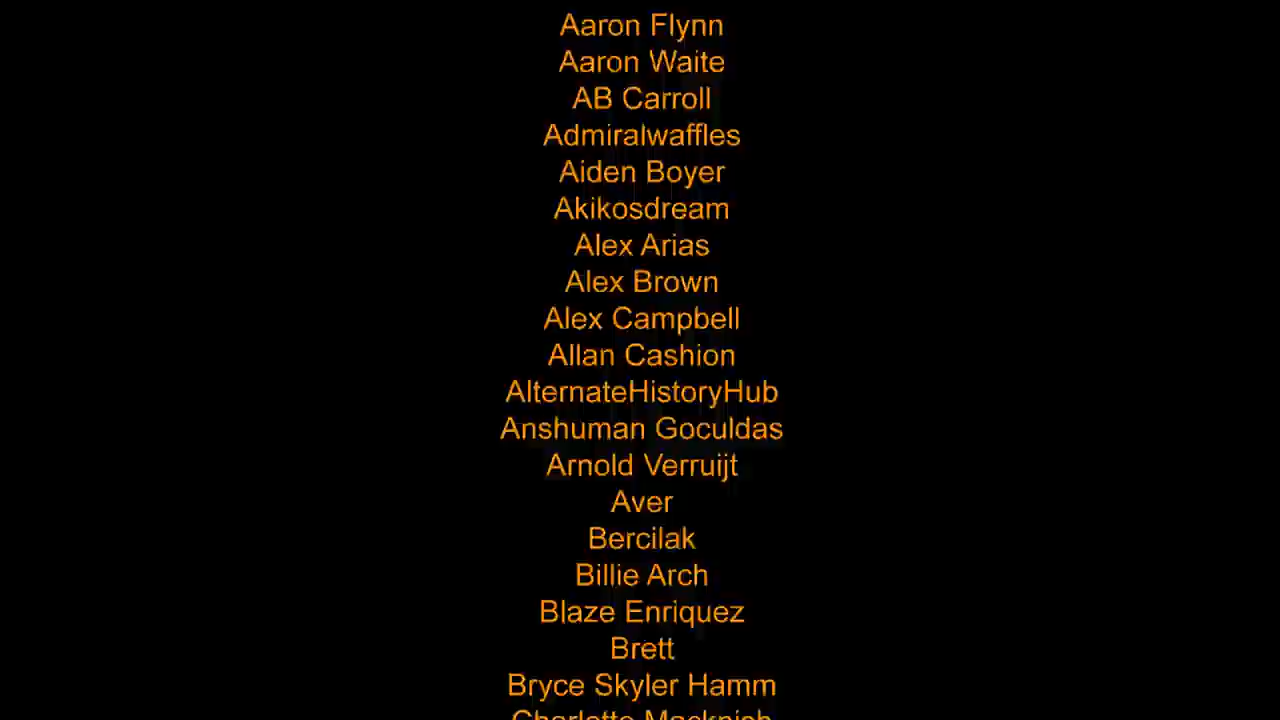 Aaron Flynn
Aaron Waite
AB Carroll
Admiralwaffles
Aiden Boyer
Akikosdream
Alex Arias
Alex Brown
Alex Campbell
Allan Cashion
AlternateHistoryHub
Anshuman Goculdas
Arnold Verruijt
Aver
Bercilak
Billie Arch
Blaze Enriquez
Brett
Bryce Skyler Hamm
Charlotte